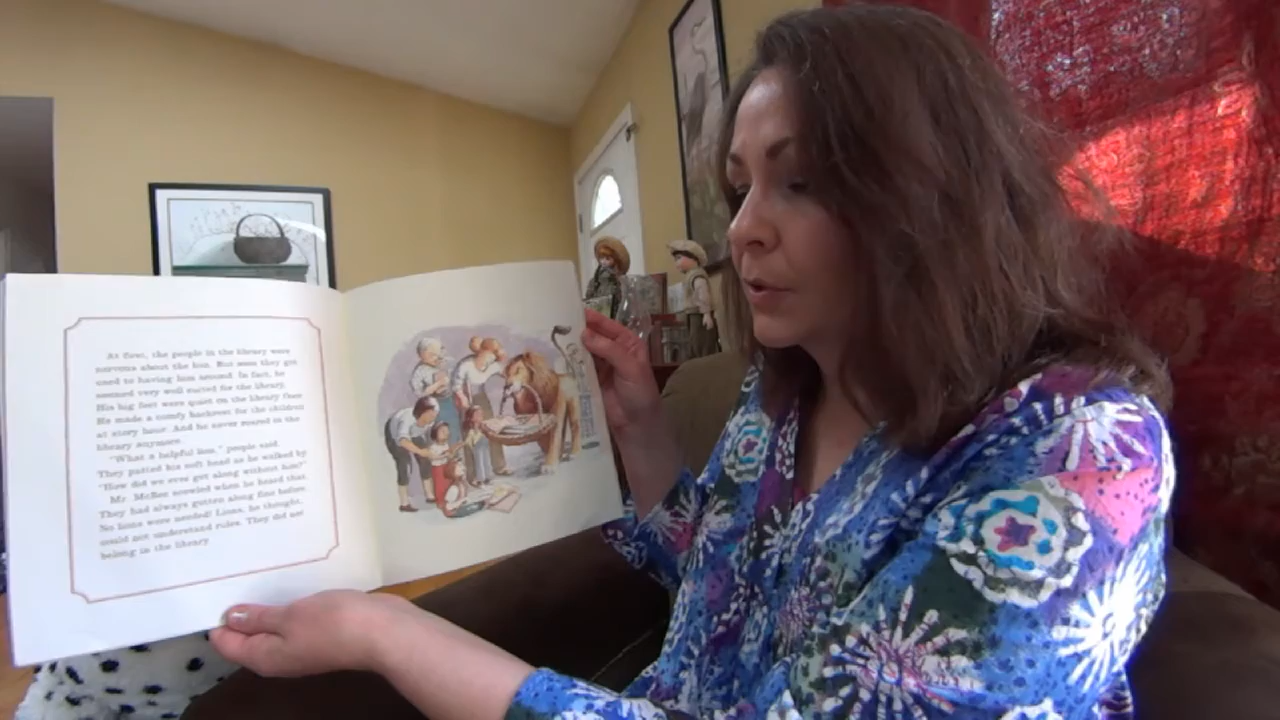 At first, the people in the library were
nervous about the lion. But soon they got
used to having him around. In fact, he
seemed very well suited for the library.
His big feet were quiet on the library floor.
He made a comfy backrest for the children
at story hour. And he never roared in the
library anymore.
"What a helpful lion," people said.
They patted his soft head as he walked by.
"How did we ever get along without him?"
Mr. McBee scowled when he heard that.
They had always gotten along fine before.
No lions were needed! Lions, he thought,
could not understand rules. They did not
belong in the library.